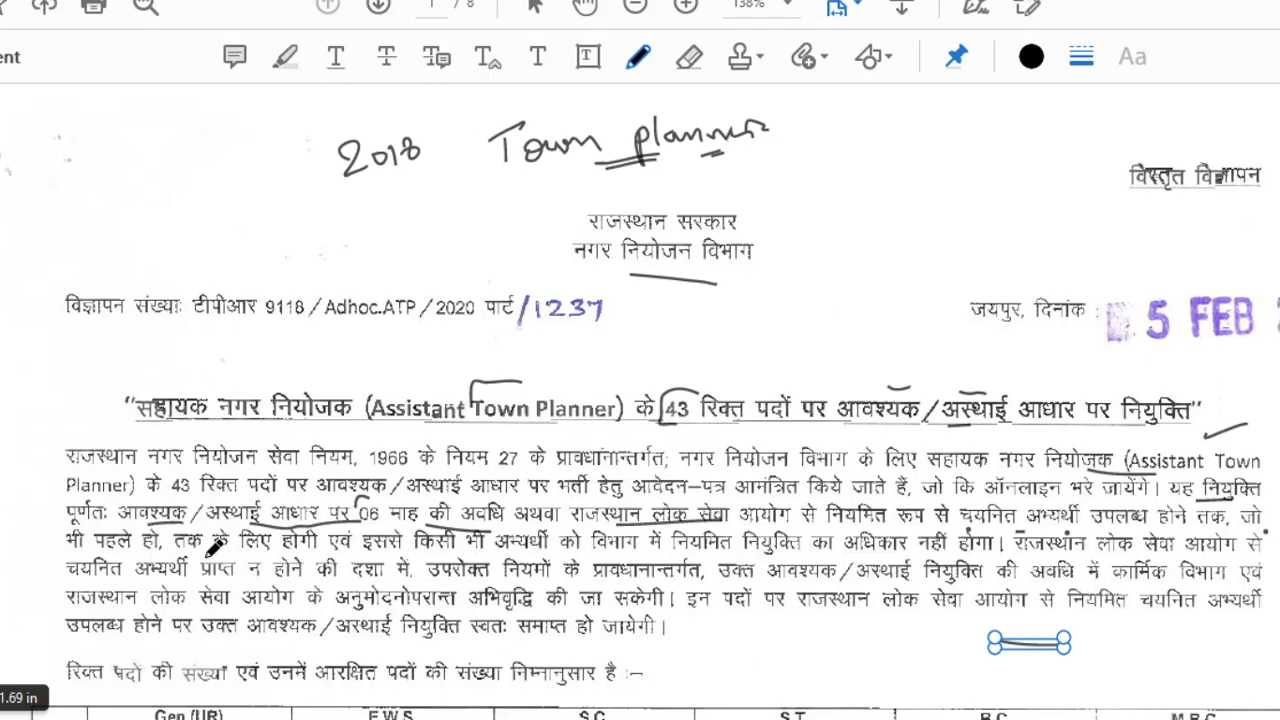 1 / 8
138%
ent
Aa
2018 Town planner
विस्तृत विज्ञापन
राजस्थान सरकार
नगर नियोजन विभाग
विज्ञापन संख्याः टीपीआर 9118/Adhoc.ATP/2020 पार्ट /1237
जयपुर, दिनांक : 5 FEB
"सहायक नगर नियोजक (Assistant Town Planner) के 43 रिक्त पदों पर आवश्यक/अस्थाई आधार पर नियुक्ति"
राजस्थान नगर नियोजन सेवा नियम, 1966 के नियम 27 के प्रावधानांन्तर्गत; नगर नियोजन विभाग के लिए सहायक नगर नियोजक (Assistant Town
Planner) के 43 रिक्त पदों पर आवश्यक/अस्थाई आधार पर भर्ती हेतु आवेदन–पत्र आमंत्रित किये जाते हैं, जो कि ऑनलाइन भरे जायेंगे। यह नियुक्ति
पूर्णतः आवश्यक/अस्थाई आधार पर 06 माह की अवधि अथवा राजस्थान लोक सेवा आयोग से नियमित रूप से चयनित अभ्यर्थी उपलब्ध होने तक, जो
भी पहले हो, तक के लिए होगी एवं इससे किसी भी अभ्यर्थी को विभाग में नियमित नियुक्ति का अधिकार नहीं होगा। राजस्थान लोक सेवा आयोग से
चयनित अभ्यर्थी प्राप्त न होने की दशा में, उपरोक्त नियमों के प्रावधानान्तर्गत, उक्त आवश्यक/अस्थाई नियुक्ति की अवधि में कार्मिक विभाग एवं
राजस्थान लोक सेवा आयोग के अनुमोदनोपरान्त अभिवृद्धि की जा सकेगी। इन पदों पर राजस्थान लोक सेवा आयोग से नियमित चयनित अभ्यर्थी
उपलब्ध होने पर उक्त आवश्यक/अस्थाई नियुक्ति स्वतः समाप्त हो जायेगी।
रिक्त पदों की संख्या एवं उनमें आरक्षित पदों की संख्या निम्नानुसार है :–
1.69 in
Gen (UR) E.W.S. S.C. S.T. B.C. M.B.C.